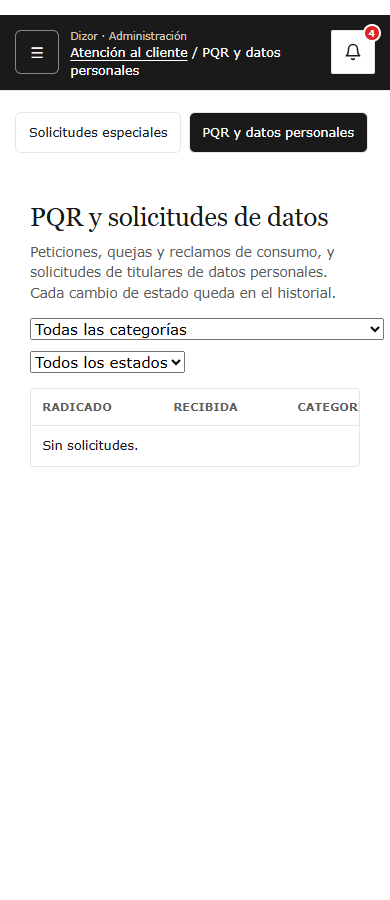 ☰
Dizor · Administración
Atención al cliente / PQR y datos
personales
4
Solicitudes especiales
PQR y datos personales
PQR y solicitudes de datos
Peticiones, quejas y reclamos de consumo, y
solicitudes de titulares de datos personales.
Cada cambio de estado queda en el historial.
Todas las categorías
Todos los estados
RADICADO RECIBIDA CATEGOR
Sin solicitudes.